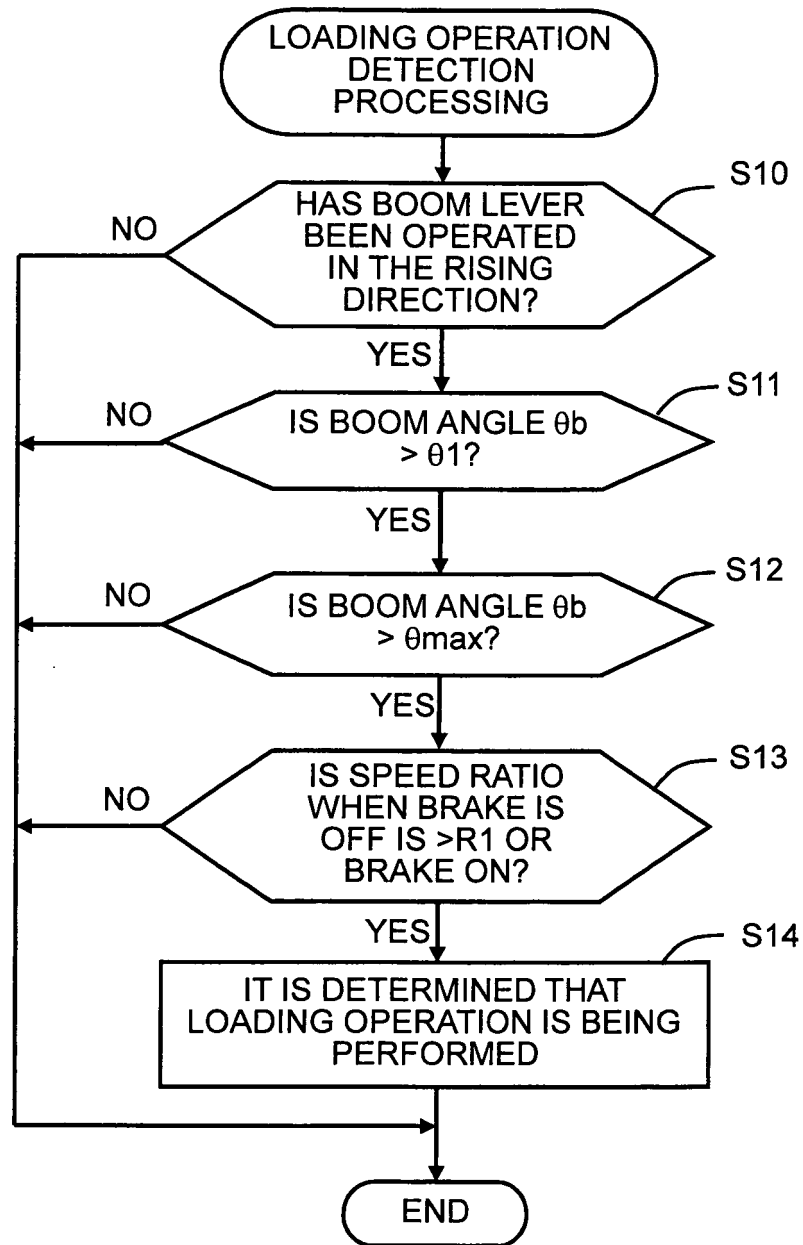 LOADING OPERATION
DETECTION
PROCESSING
S10
HAS BOOM LEVER
BEEN OPERATED
IN THE RISING
DIRECTION?
NO
YES
S11
IS BOOM ANGLE θb
> θ1?
NO
YES
S12
IS BOOM ANGLE θb
> θmax?
NO
YES
S13
IS SPEED RATIO
WHEN BRAKE IS
OFF IS >R1 OR
BRAKE ON?
NO
YES
S14
IT IS DETERMINED THAT
LOADING OPERATION IS BEING
PERFORMED
END